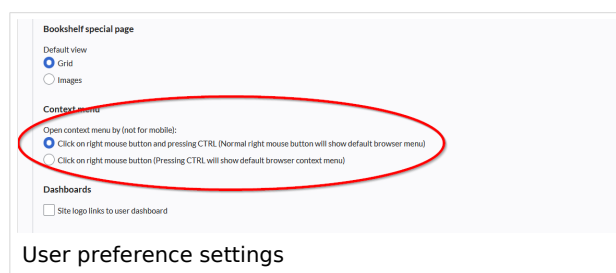 Bookshelf special page
Default view
Grid
Images
Context menu
Open context menu by (not for mobile):
Click on right mouse button and pressing CTRL (Normal right mouse button will show default browser menu)
Click on right mouse button (Pressing CTRL will show default browser context menu)
Dashboards
Site logo links to user dashboard
User preference settings